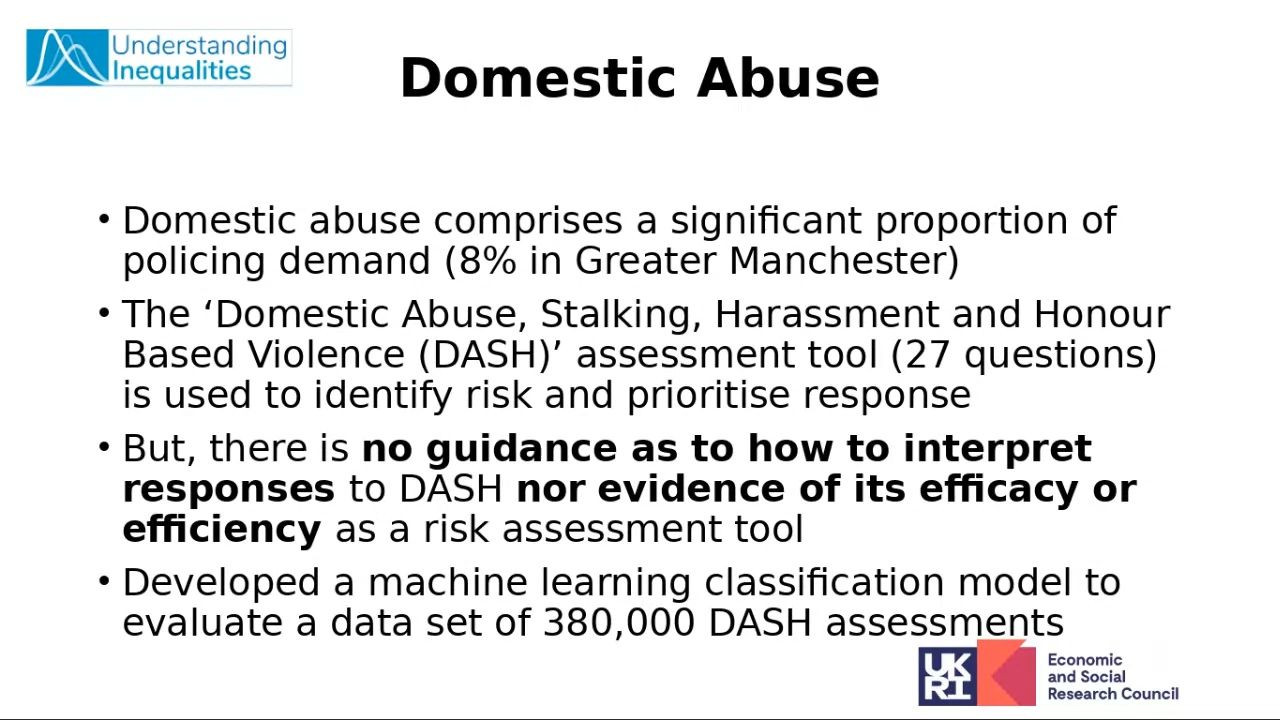 Understanding
Inequalities
Domestic Abuse
• Domestic abuse comprises a significant proportion of
policing demand (8% in Greater Manchester)
• The ‘Domestic Abuse, Stalking, Harassment and Honour
Based Violence (DASH)’ assessment tool (27 questions)
is used to identify risk and prioritise response
• But, there is no guidance as to how to interpret
responses to DASH nor evidence of its efficacy or
efficiency as a risk assessment tool
• Developed a machine learning classification model to
evaluate a data set of 380,000 DASH assessments
UK
RI
Economic
and Social
Research Council